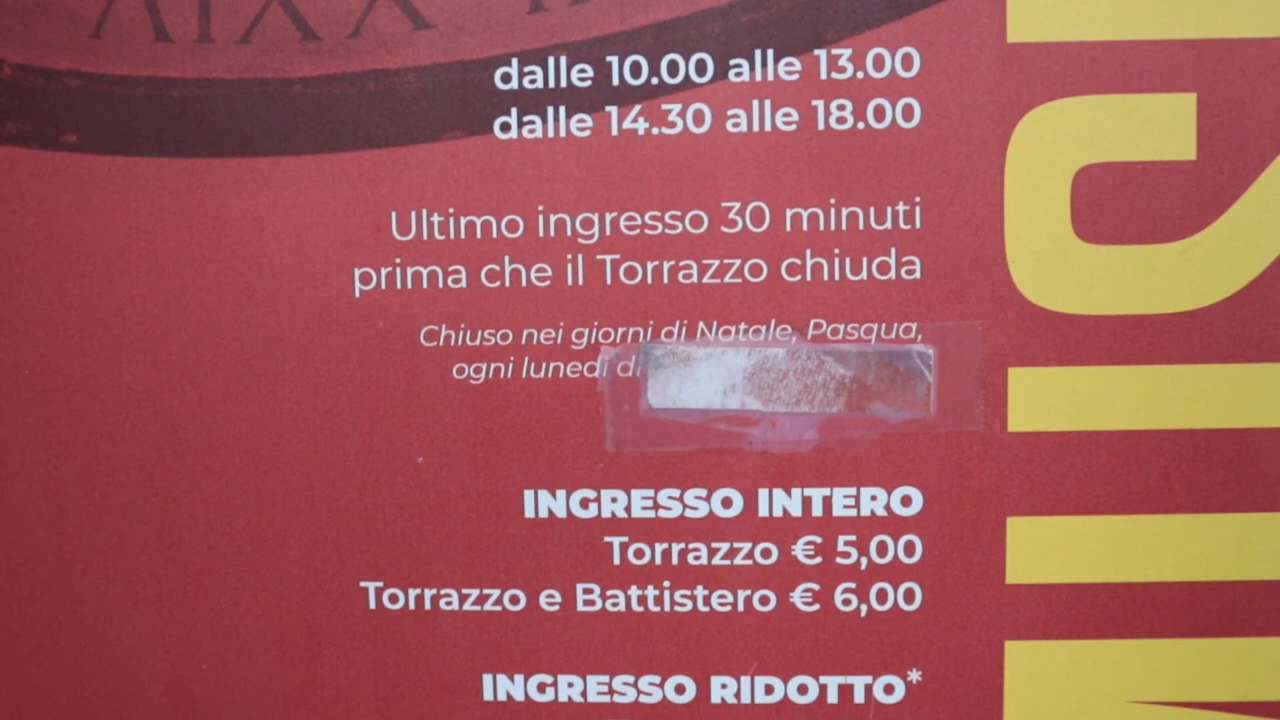 XXIV
dalle 10.00 alle 13.00
dalle 14.30 alle 18.00
Ultimo ingresso 30 minuti
prima che il Torrazzo chiuda
Chiuso nei giorni di Natale, Pasqua,
ogni lunedì di
INGRESSO INTERO
Torrazzo € 5,00
Torrazzo e Battistero € 6,00
INGRESSO RIDOTTO*